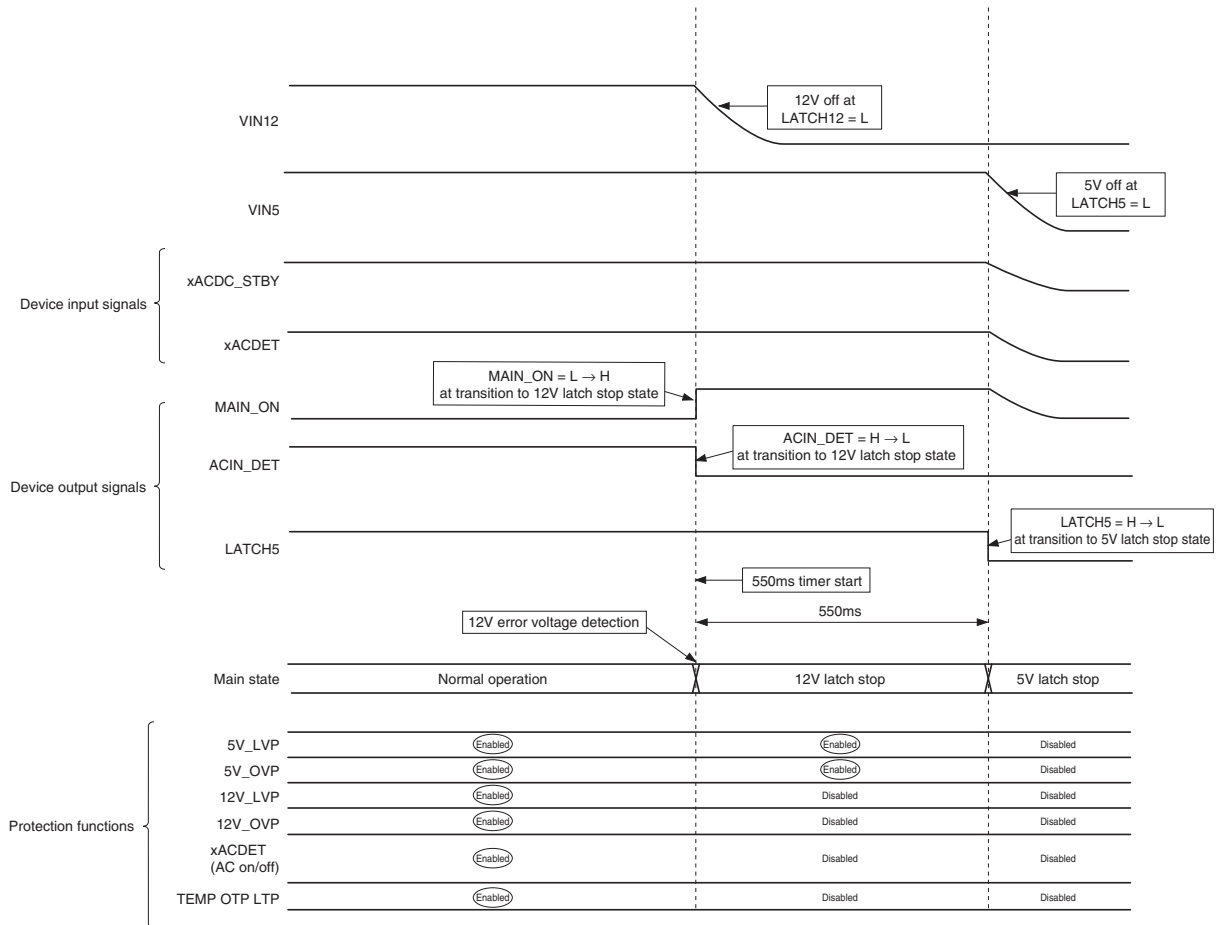 VIN12
12V off at
LATCH12 = L
VIN5
5V off at
LATCH5 = L
Device input signals
xACDC_STBY
xACDET
MAIN_ON = L → H
at transition to 12V latch stop state
MAIN_ON
ACIN_DET = H → L
at transition to 12V latch stop state
ACIN_DET
Device output signals
LATCH5 = H → L
at transition to 5V latch stop state
LATCH5
550ms timer start
550ms
12V error voltage detection
Main state Normal operation 12V latch stop 5V latch stop
Protection functions
5V_LVP Enabled Enabled Disabled
5V_OVP Enabled Enabled Disabled
12V_LVP Enabled Disabled Disabled
12V_OVP Enabled Disabled Disabled
xACDET
(AC on/off) Enabled Disabled Disabled
TEMP OTP LTP Enabled Disabled Disabled